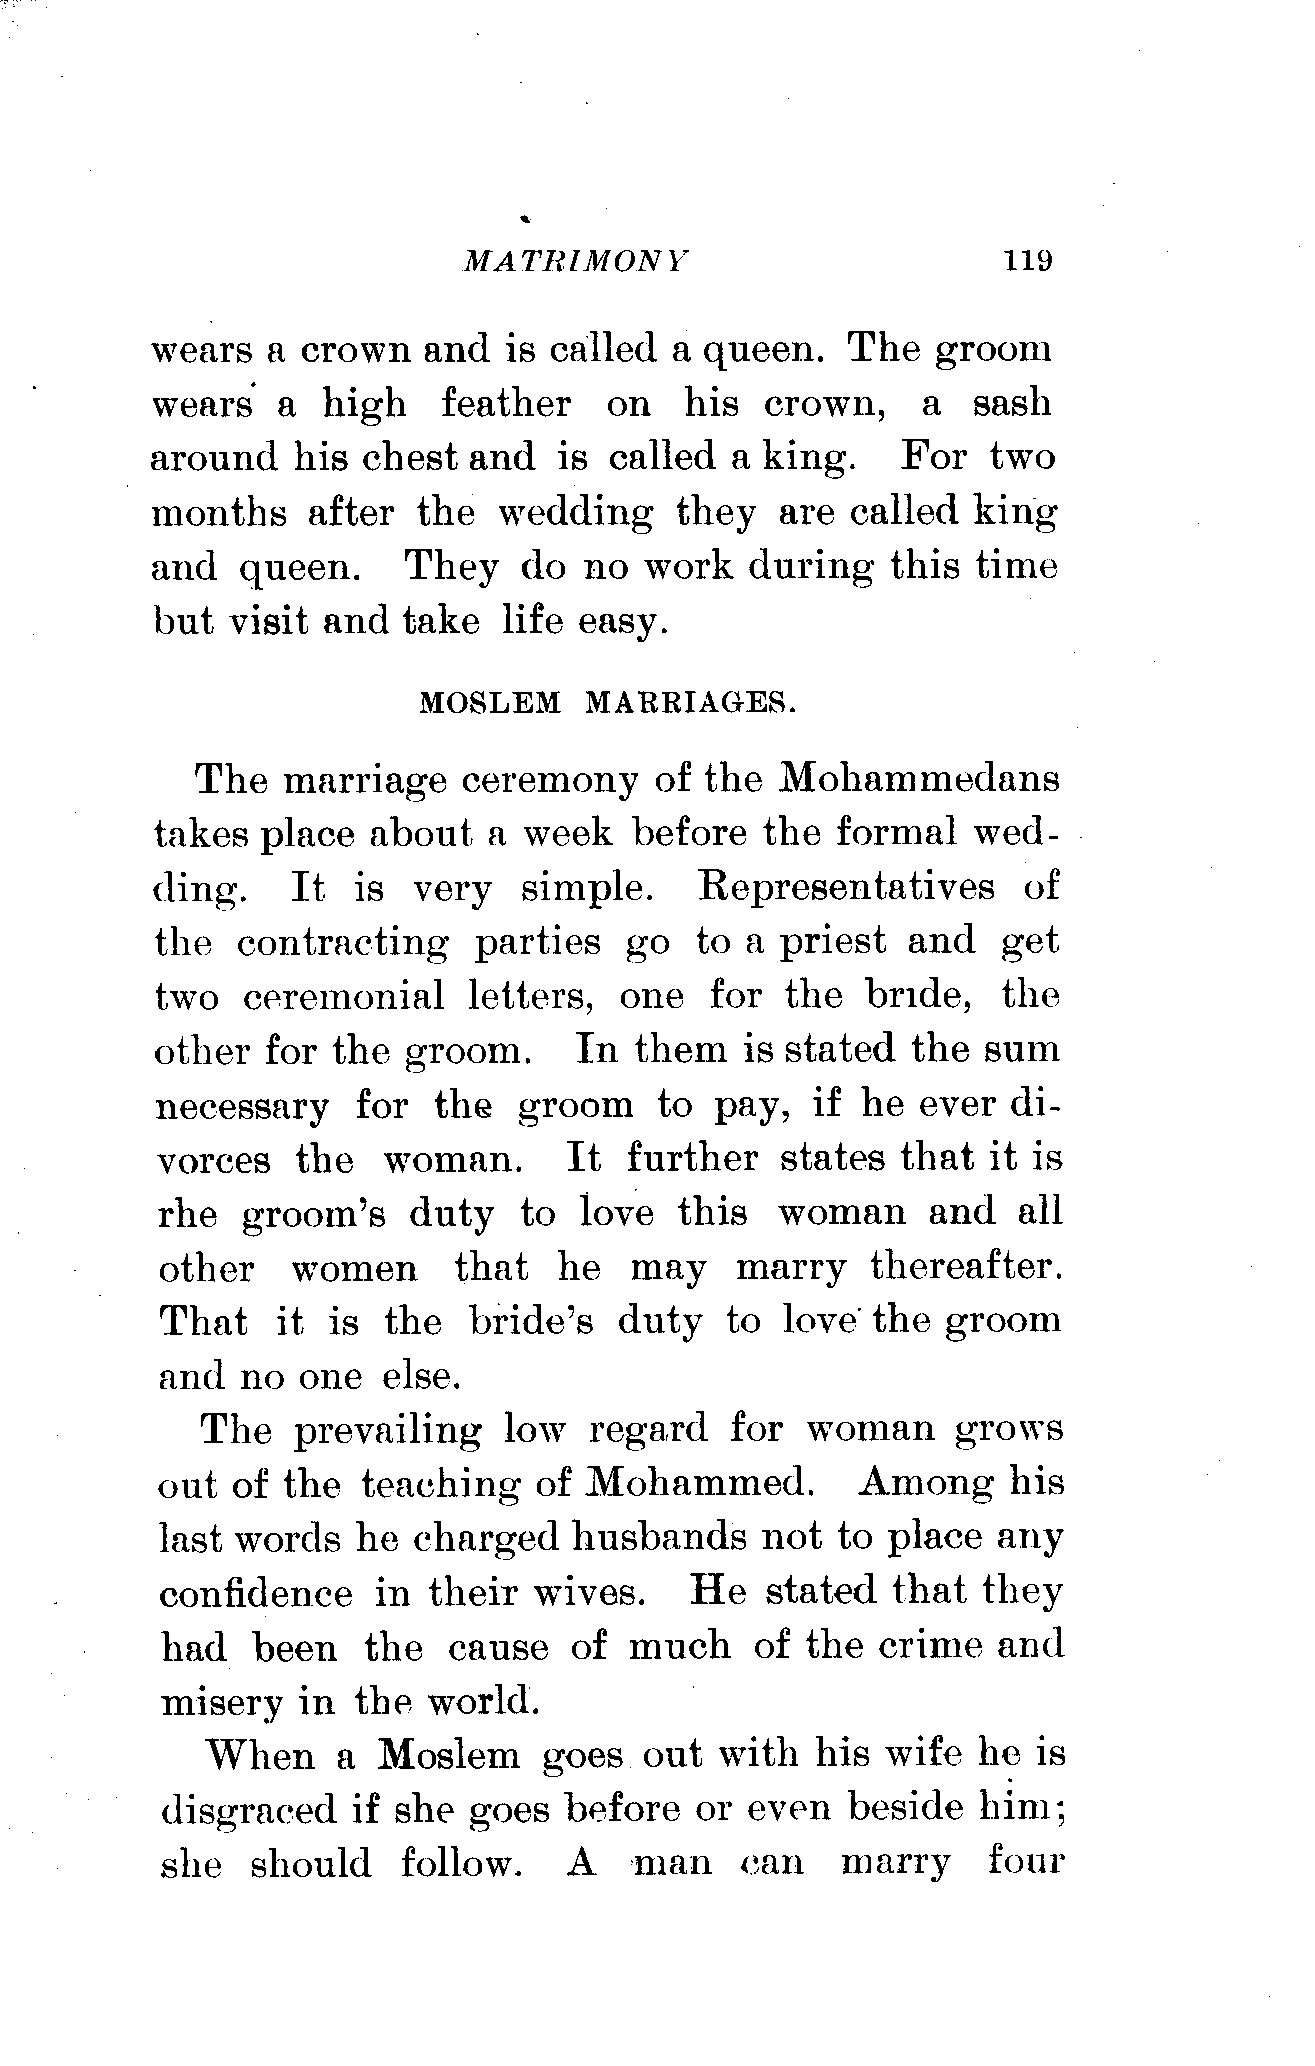 MATRIMONY 119
wears a crown and is called a queen. The groom
wears a high feather on his crown, a sash
around his chest and is called a king. For two
months after the wedding they are called king
and queen. They do no work during this time
but visit and take life easy.
MOSLEM MARRIAGES.
The marriage ceremony of the Mohammedans
takes place about a week before the formal wed-
ding. It is very simple. Representatives of
the contracting parties go to a priest and get
two ceremonial letters, one for the bride, the
other for the groom. In them is stated the sum
necessary for the groom to pay, if he ever di-
vorces the woman. It further states that it is
rhe groom's duty to love this woman and all
other women that he may marry thereafter.
That it is the bride's duty to love the groom
and no one else.
The prevailing low regard for woman grows
out of the teaching of Mohammed. Among his
last words he charged husbands not to place any
confidence in their wives. He stated that they
had been the cause of much of the crime and
misery in the world.
When a Moslem goes out with his wife he is
disgraced if she goes before or even beside him;
she should follow. A man can marry four